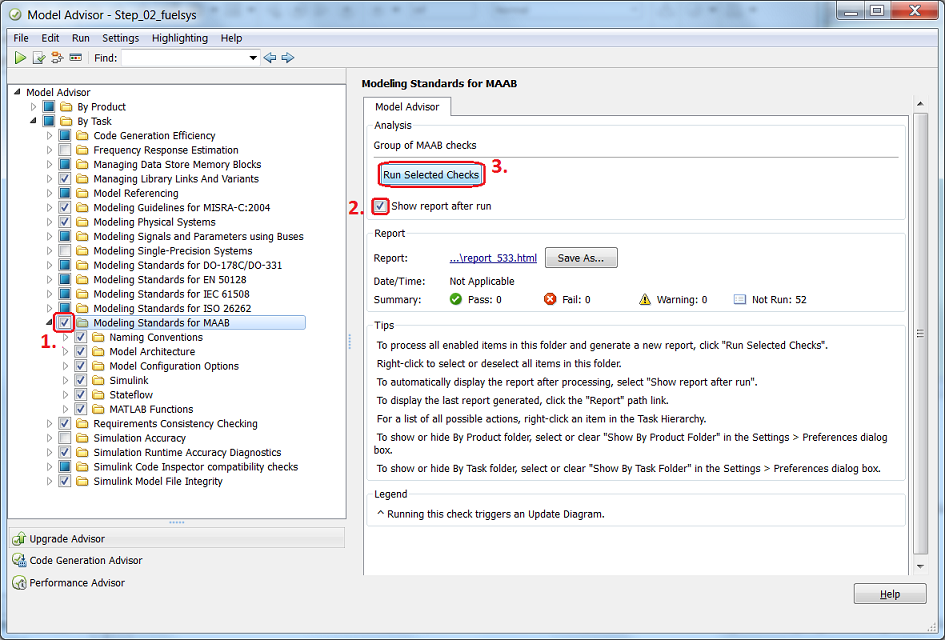 Model Advisor - Step_02_fuelsys
File Edit Run Settings Highlighting Help
Find:
Model Advisor
By Product
By Task
Code Generation Efficiency
Frequency Response Estimation
Managing Data Store Memory Blocks
Managing Library Links And Variants
Model Referencing
Modeling Guidelines for MISRA-C:2004
Modeling Physical Systems
Modeling Signals and Parameters using Buses
Modeling Single-Precision Systems
Modeling Standards for DO-178C/DO-331
Modeling Standards for EN 50128
Modeling Standards for IEC 61508
Modeling Standards for ISO 26262
Modeling Standards for MAAB
1.
Naming Conventions
Model Architecture
Model Configuration Options
Simulink
Stateflow
MATLAB Functions
Requirements Consistency Checking
Simulation Accuracy
Simulation Runtime Accuracy Diagnostics
Simulink Code Inspector compatibility checks
Simulink Model File Integrity
Upgrade Advisor
Code Generation Advisor
Performance Advisor
Modeling Standards for MAAB
Model Advisor
Analysis
Group of MAAB checks
Run Selected Checks 3.
2. Show report after run
Report
Report: ...\report_533.html Save As...
Date/Time: Not Applicable
Summary: Pass: 0 Fail: 0 Warning: 0 Not Run: 52
Tips
To process all enabled items in this folder and generate a new report, click "Run Selected Checks".
Right-click to select or deselect all items in this folder.
To automatically display the report after processing, select "Show report after run".
To display the last report generated, click the "Report" path link.
For a list of all possible actions, right-click an item in the Task Hierarchy.
To show or hide By Product folder, select or clear "Show By Product Folder" in the Settings > Preferences dialog
box.
To show or hide By Task folder, select or clear "Show By Task Folder" in the Settings > Preferences dialog box.
Legend
^ Running this check triggers an Update Diagram.
Help